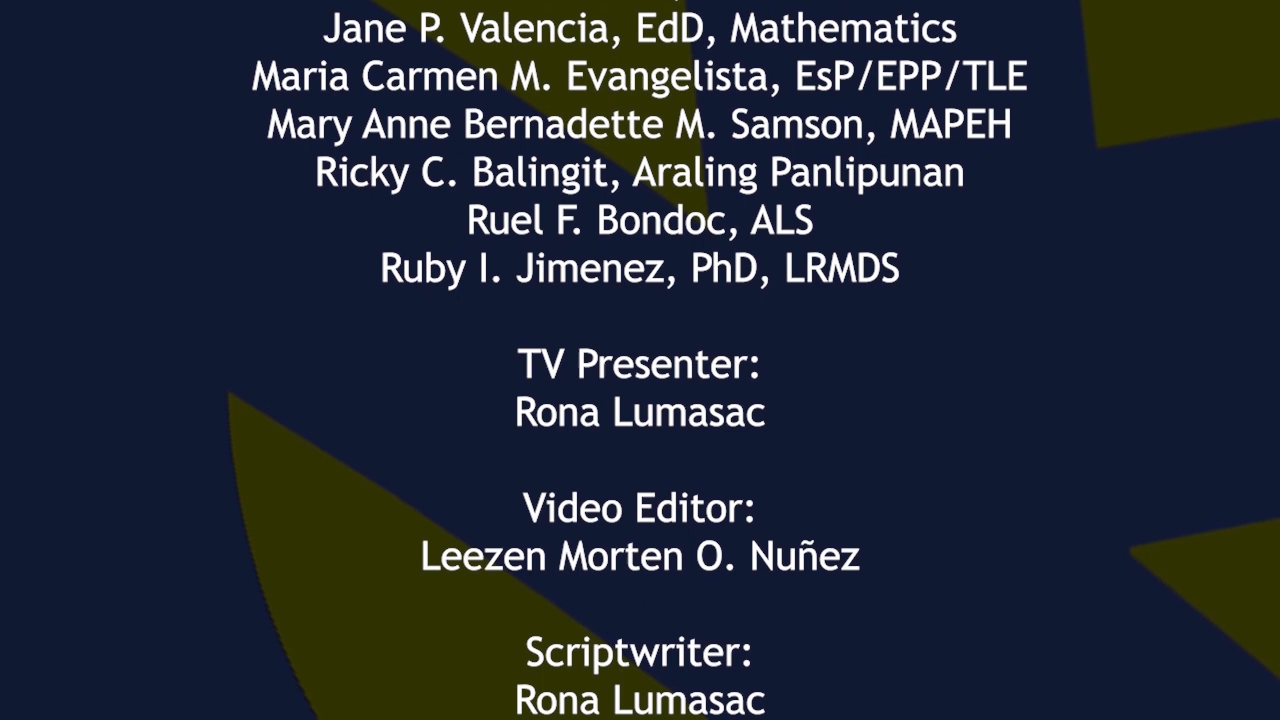 Jane P. Valencia, EdD, Mathematics
Maria Carmen M. Evangelista, EsP/EPP/TLE
Mary Anne Bernadette M. Samson, MAPEH
Ricky C. Balingit, Araling Panlipunan
Ruel F. Bondoc, ALS
Ruby I. Jimenez, PhD, LRMDS
TV Presenter:
Rona Lumasac
Video Editor:
Leezen Morten O. Nuñez
Scriptwriter:
Rona Lumasac